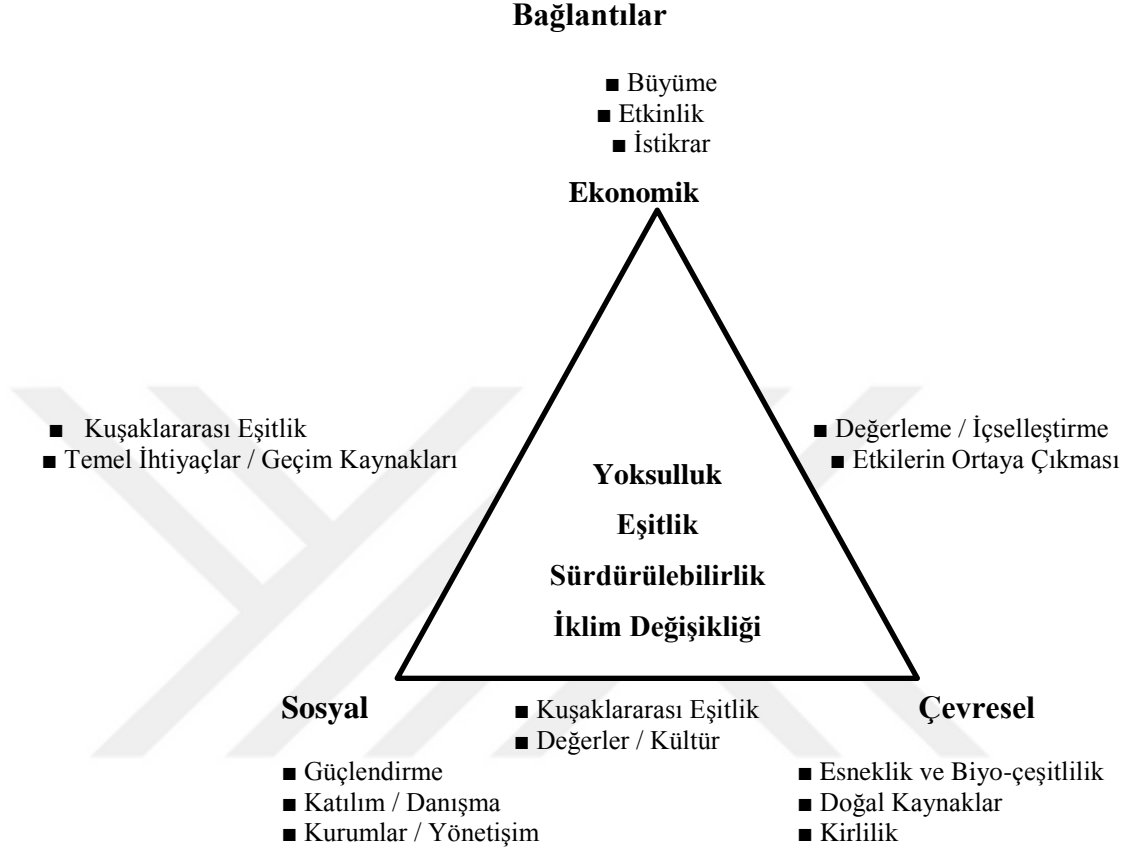 Bağlantılar
■ Büyüme
■ Etkinlik
■ İstikrar
Ekonomik
■ Kuşaklararası Eşitlik
■ Temel İhtiyaçlar / Geçim Kaynakları
■ Değerleme / İçselleştirme
■ Etkilerin Ortaya Çıkması
Yoksulluk
Eşitlik
Sürdürülebilirlik
İklim Değişikliği
Sosyal
■ Kuşaklararası Eşitlik
■ Değerler / Kültür
Çevresel
■ Güçlendirme
■ Katılım / Danışma
■ Kurumlar / Yönetişim
■ Esneklik ve Biyo-çeşitlilik
■ Doğal Kaynaklar
■ Kirlilik